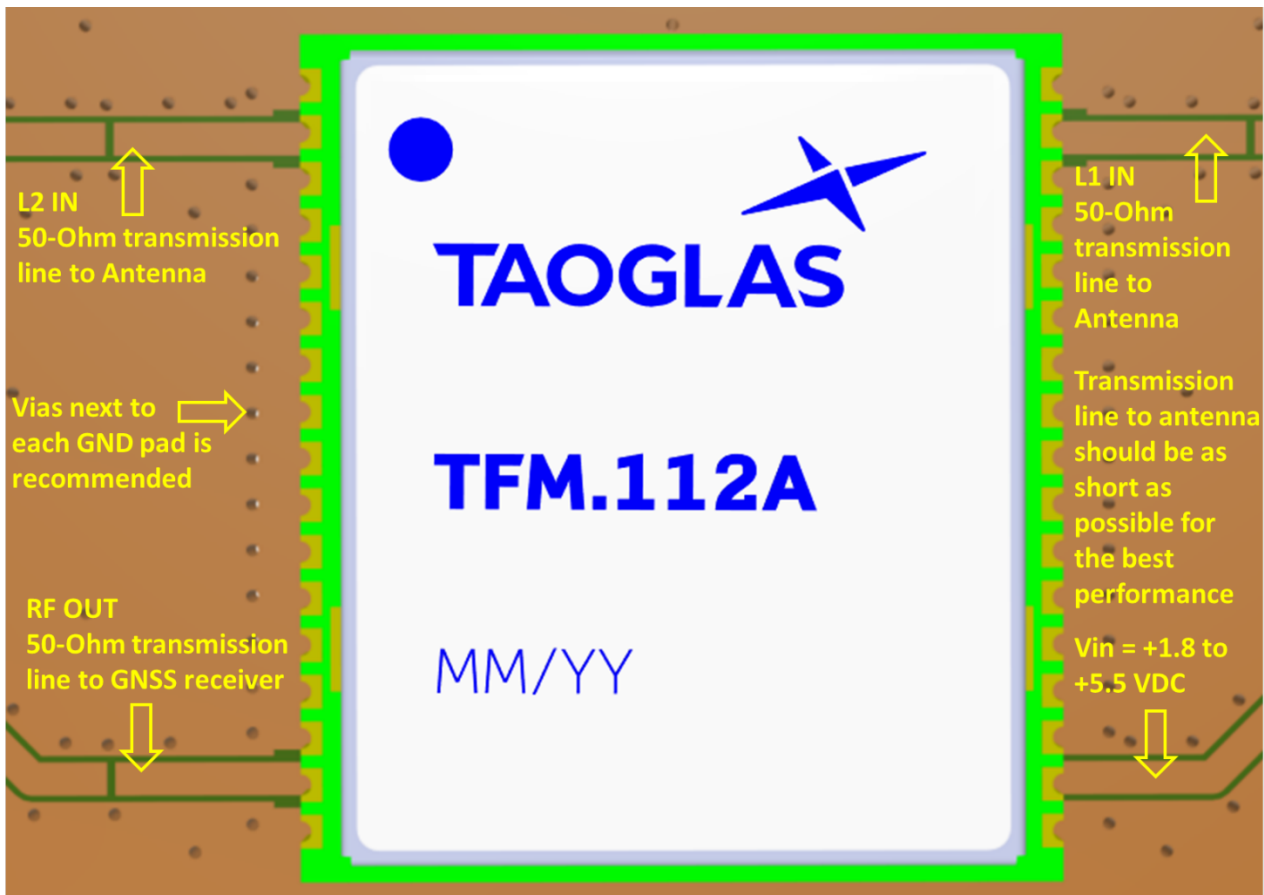 L2 IN
50-Ohm transmission
line to Antenna
Vias next to
each GND pad is
recommended
RF OUT
50-Ohm transmission
line to GNSS receiver
TAOGLAS
TFM.112A
MM/YY
L1 IN
50-Ohm
transmission
line to
Antenna
Transmission
line to antenna
should be as
short as
possible for
the best
performance
Vin = +1.8 to
+5.5 VDC